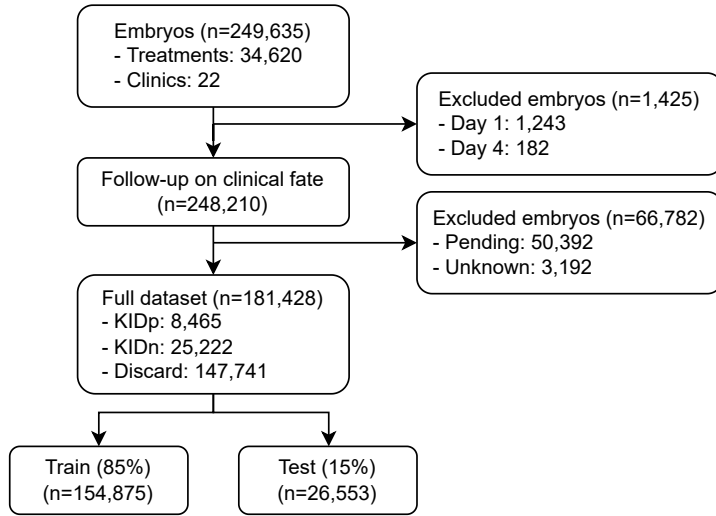 Embryos (n=249,635)
- Treatments: 34,620
- Clinics: 22
Excluded embryos (n=1,425)
- Day 1: 1,243
- Day 4: 182
Follow-up on clinical fate
(n=248,210)
Excluded embryos (n=66,782)
- Pending: 50,392
- Unknown: 3,192
Full dataset (n=181,428)
- KIDp: 8,465
- KIDn: 25,222
- Discard: 147,741
Train (85%)
(n=154,875)
Test (15%)
(n=26,553)